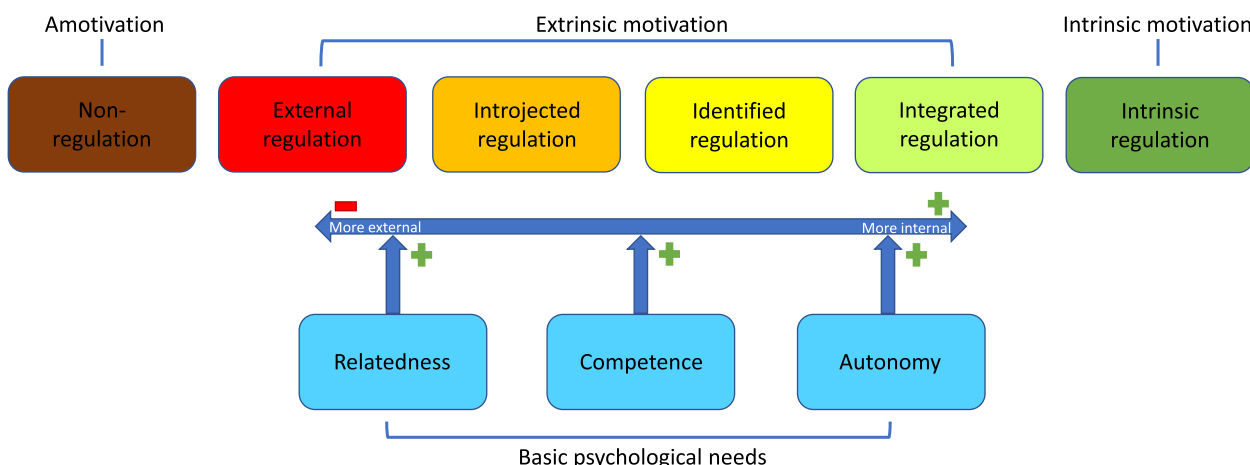 Amotivation
Extrinsic motivation
Intrinsic motivation
Non-
regulation
External
regulation
Introjected
regulation
Identified
regulation
Integrated
regulation
Intrinsic
regulation
More external
More internal
Relatedness
Competence
Autonomy
Basic psychological needs